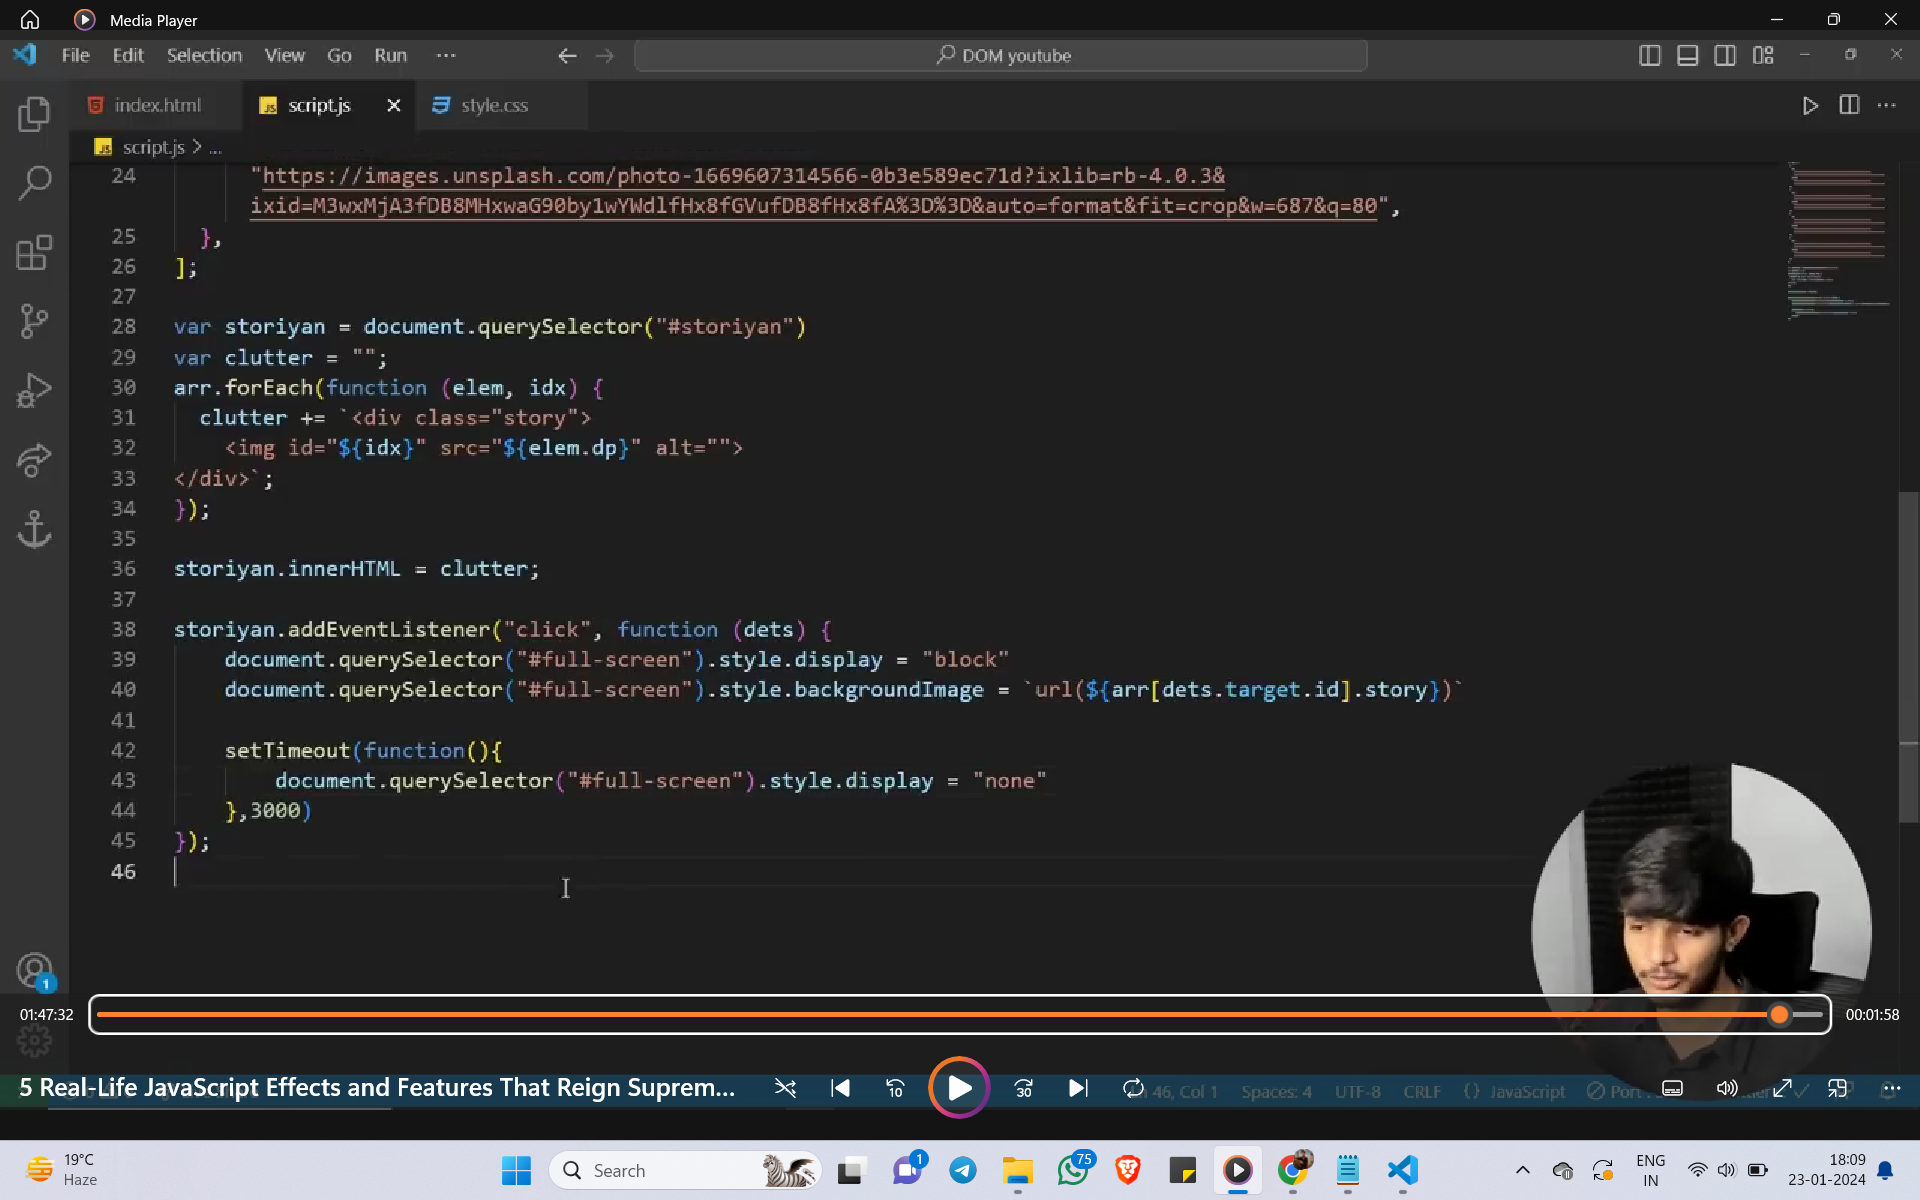 Media Player
File Edit Selection View Go Run ··· DOM youtube
index.html script.js style.css
script.js > ...
24 "https://images.unsplash.com/photo-1669607314566-0b3e589ec71d?ixlib=rb-4.0.3&
ixid=M3wxMjA3fDB8MHxwaG90by1wYWdlfHx8fGVufDB8fHx8fA%3D%3D&auto=format&fit=crop&w=687&q=80",
25 },
26 ];
27
28 var storiyan = document.querySelector("#storiyan")
29 var clutter = "";
30 arr.forEach(function (elem, idx) {
31 clutter += `<div class="story">
32 <img id="${idx}" src="${elem.dp}" alt="">
33 </div>`;
34 });
35
36 storiyan.innerHTML = clutter;
37
38 storiyan.addEventListener("click", function (dets) {
39 document.querySelector("#full-screen").style.display = "block"
40 document.querySelector("#full-screen").style.backgroundImage = `url(${arr[dets.target.id].story})`
41
42 setTimeout(function(){
43 document.querySelector("#full-screen").style.display = "none"
44 },3000)
45 });
46
1
01:47:32 00:01:58
5 Real-Life JavaScript Effects and Features That Reign Suprem... 10 30 46, Col 1 Spaces: 4 UTF-8 CRLF {} JavaScript Port
19°C
Haze
Search 1 75
ENG
IN
18:09
23-01-2024